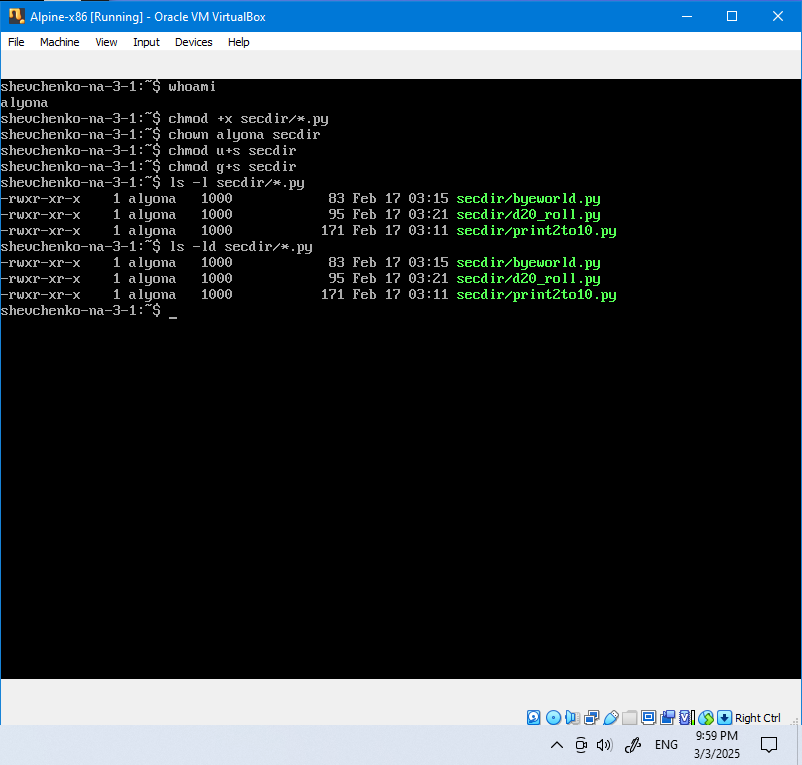 Alpine-x86 [Running] - Oracle VM VirtualBox
File Machine View Input Devices Help
shevchenko-na-3-1:~$ whoami
alyona
shevchenko-na-3-1:~$ chmod +x secdir/*.py
shevchenko-na-3-1:~$ chown alyona secdir
shevchenko-na-3-1:~$ chmod u+s secdir
shevchenko-na-3-1:~$ chmod g+s secdir
shevchenko-na-3-1:~$ ls -l secdir/*.py
-rwxr-xr-x    1 alyona   1000            83 Feb 17 03:15 secdir/byeworld.py
-rwxr-xr-x    1 alyona   1000            95 Feb 17 03:21 secdir/d20_roll.py
-rwxr-xr-x    1 alyona   1000           171 Feb 17 03:11 secdir/print2to10.py
shevchenko-na-3-1:~$ ls -ld secdir/*.py
-rwxr-xr-x    1 alyona   1000            83 Feb 17 03:15 secdir/byeworld.py
-rwxr-xr-x    1 alyona   1000            95 Feb 17 03:21 secdir/d20_roll.py
-rwxr-xr-x    1 alyona   1000           171 Feb 17 03:11 secdir/print2to10.py
shevchenko-na-3-1:~$ _
Right Ctrl
ENG
9:59 PM
3/3/2025